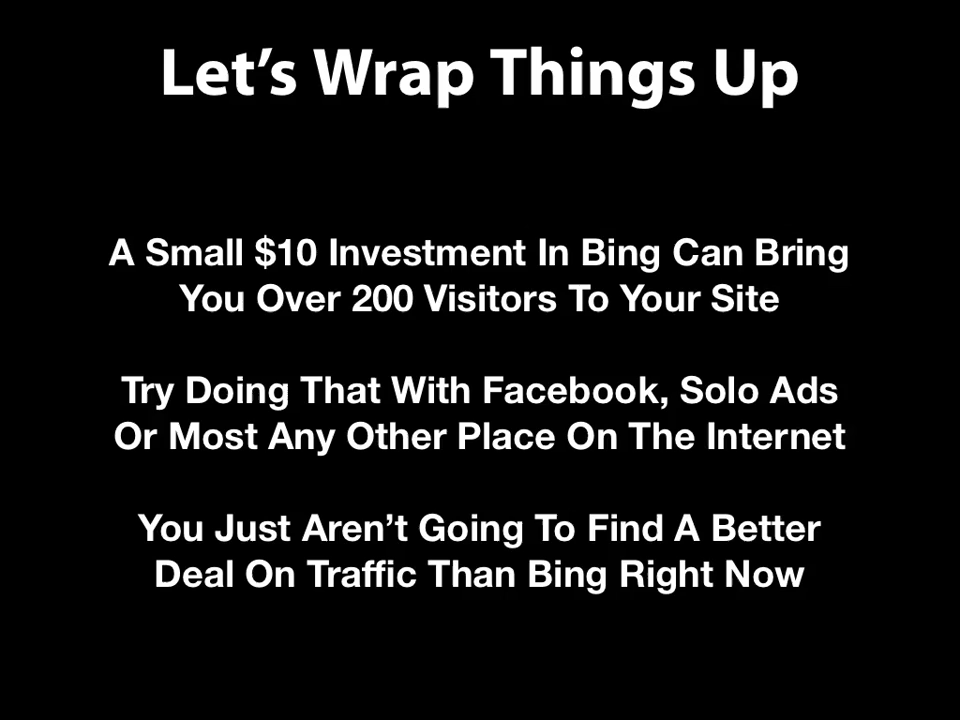 Let’s Wrap Things Up
A Small $10 Investment In Bing Can Bring
You Over 200 Visitors To Your Site
Try Doing That With Facebook, Solo Ads
Or Most Any Other Place On The Internet
You Just Aren’t Going To Find A Better
Deal On Traffic Than Bing Right Now